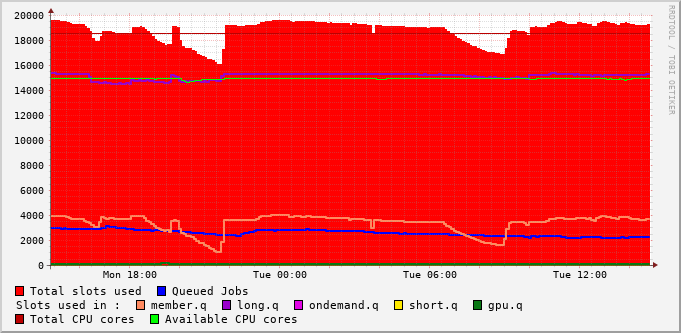 20000
18000
16000
14000
12000
10000
8000
6000
4000
2000
0
Mon 18:00 Tue 00:00 Tue 06:00 Tue 12:00
RRDTOOL / TOBI OETIKER
Total slots used Queued Jobs
Slots used in : member.q long.q ondemand.q short.q gpu.q
Total CPU cores Available CPU cores